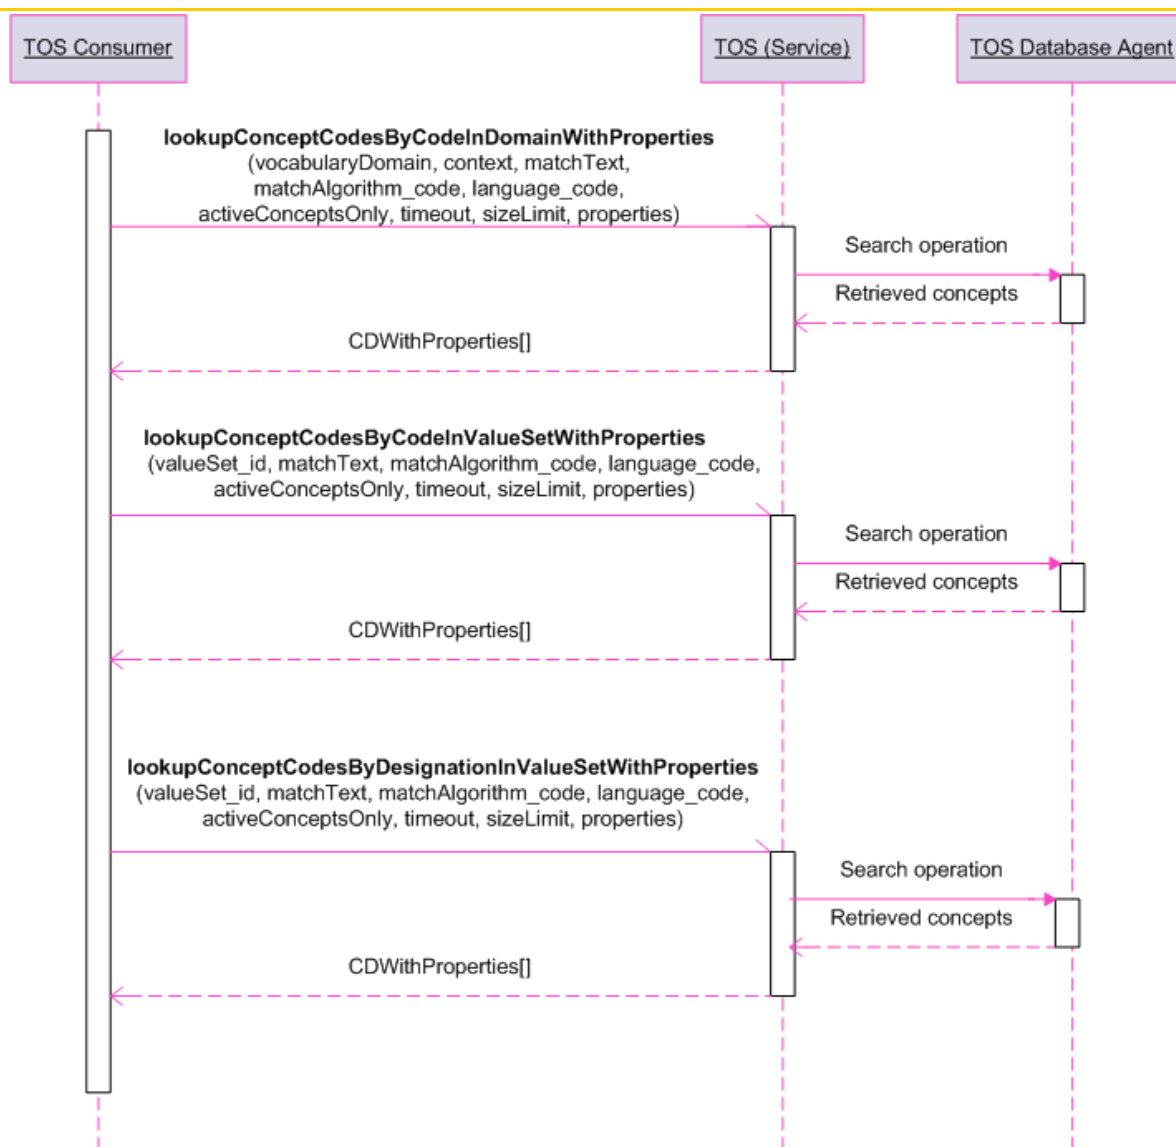 TOS Consumer
TOS (Service)
TOS Database Agent
lookupConceptCodesByCodeInDomainWithProperties
(vocabularyDomain, context, matchText,
matchAlgorithm_code, language_code,
activeConceptsOnly, timeout, sizeLimit, properties)
Search operation
Retrieved concepts
CDWithProperties[]
lookupConceptCodesByCodeInValueSetWithProperties
(valueSet_id, matchText, matchAlgorithm_code, language_code,
activeConceptsOnly, timeout, sizeLimit, properties)
Search operation
Retrieved concepts
CDWithProperties[]
lookupConceptCodesByDesignationInValueSetWithProperties
(valueSet_id, matchText, matchAlgorithm_code, language_code,
activeConceptsOnly, timeout, sizeLimit, properties)
Search operation
Retrieved concepts
CDWithProperties[]